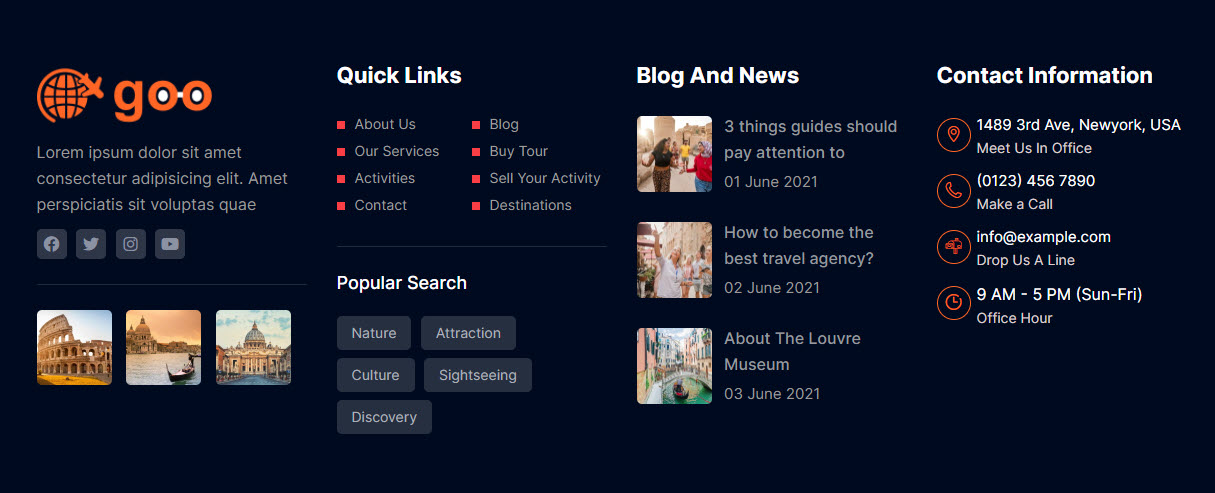 goo
Lorem ipsum dolor sit amet
consectetur adipisicing elit. Amet
perspiciatis sit voluptas quae
Quick Links
About Us
Our Services
Activities
Contact
Blog
Buy Tour
Sell Your Activity
Destinations
Popular Search
Nature
Attraction
Culture
Sightseeing
Discovery
Blog And News
3 things guides should
pay attention to
01 June 2021
How to become the
best travel agency?
02 June 2021
About The Louvre
Museum
03 June 2021
Contact Information
1489 3rd Ave, Newyork, USA
Meet Us In Office
(0123) 456 7890
Make a Call
info@example.com
Drop Us A Line
9 AM - 5 PM (Sun-Fri)
Office Hour